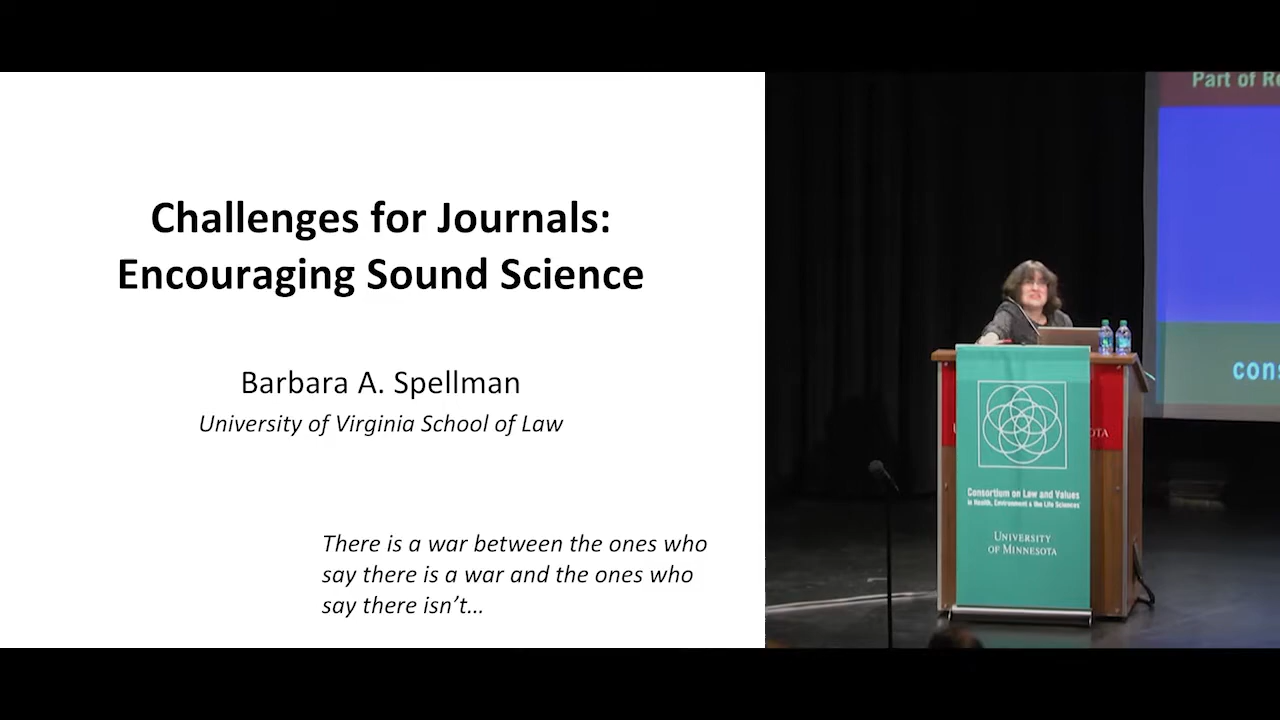 Challenges for Journals:
Encouraging Sound Science
Barbara A. Spellman
University of Virginia School of Law
There is a war between the ones who
say there is a war and the ones who
say there isn’t…
Part of
Consortium on Law and Values
in Health, Environment & the Life Sciences
UNIVERSITY
OF MINNESOTA